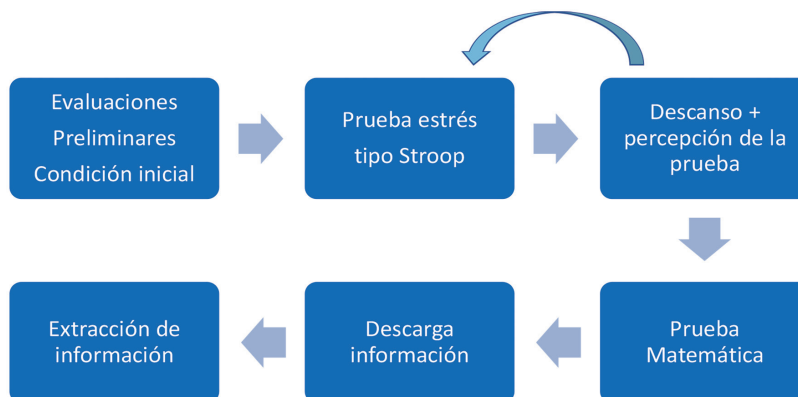 Evaluaciones
Preliminares
Condición inicial
Prueba estrés
tipo Stroop
Descanso +
percepción de la
prueba
Prueba
Matemática
Descarga
información
Extracción de
información